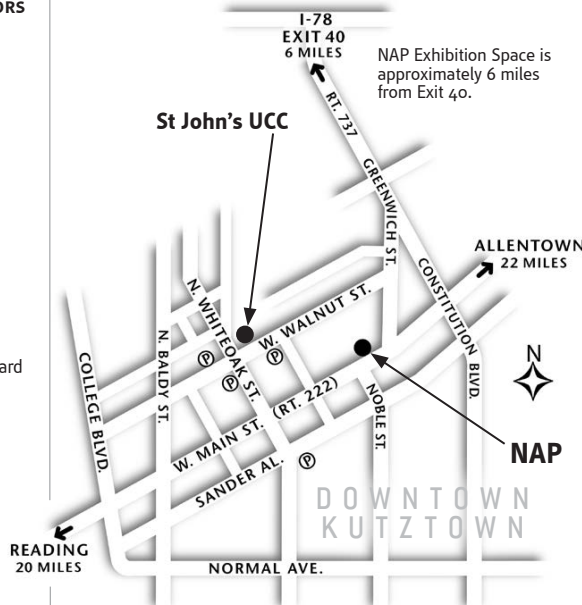 ORS
I-78
EXIT 40
6 MILES
NAP Exhibition Space is
approximately 6 miles
from Exit 40.
RT. 737
St John's UCC
GREENWICH ST.
ALLENTOWN
22 MILES
CONSTITUTION BLVD.
N. WHITEOAK ST.
W. WALNUT ST.
P
P
P
N. BALDY ST.
COLLEGE BLVD.
ard
N
W. MAIN ST. (RT. 222)
NOBLE ST.
NAP
SANDER AL.
P
DOWNTOWN
KUTZTOWN
READING
20 MILES
NORMAL AVE.